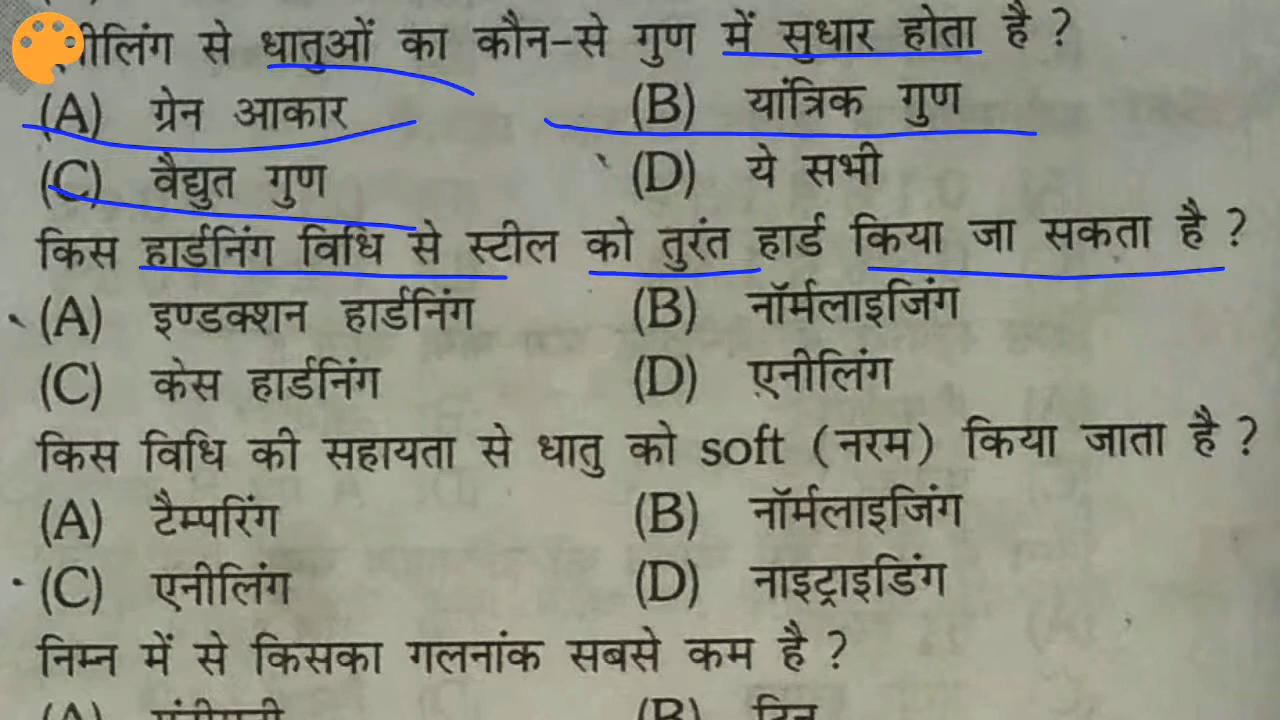 से धातुओं का कौन-से गुण में सुधार होता है ?
(A) ग्रेन आकार (B) यांत्रिक गुण
(C) वैद्युत गुण (D) ये सभी
किस हार्डनिंग विधि से स्टील को तुरंत हार्ड किया जा सकता है ?
(A) इण्डक्शन हार्डनिंग (B) नॉर्मलाइजिंग
(C) केस हार्डनिंग (D) एनीलिंग
किस विधि की सहायता से धातु को soft (नरम) किया जाता है ?
(A) टैम्परिंग (B) नॉर्मलाइजिंग
(C) एनीलिंग (D) नाइट्राइडिंग
निम्न में से किसका गलनांक सबसे कम है ?
(A) (B) टिन